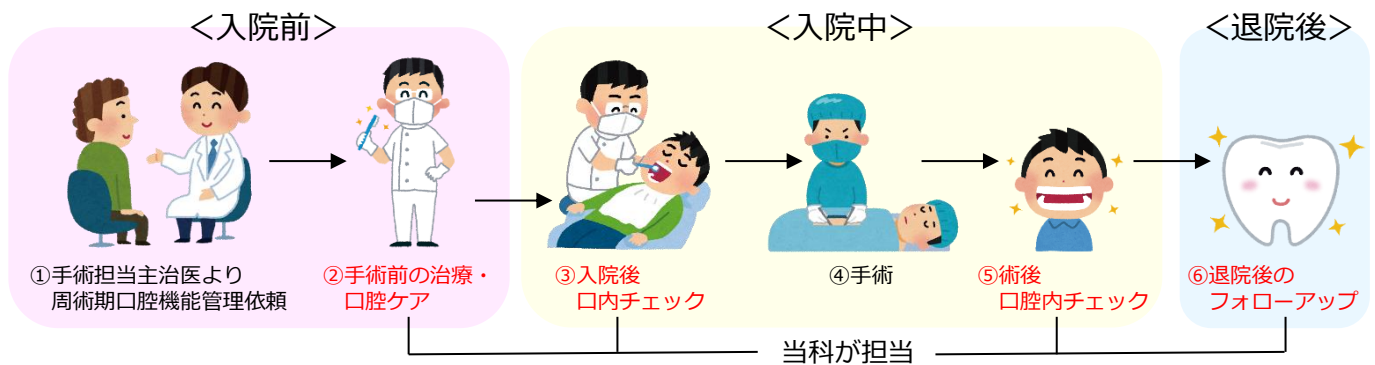 ＜入院前＞
①手術担当主治医より
周術期口腔機能管理依頼
②手術前の治療・
口腔ケア
＜入院中＞
③入院後
口内チェック
④手術
⑤術後
口腔内チェック
＜退院後＞
⑥退院後の
フォローアップ
当科が担当